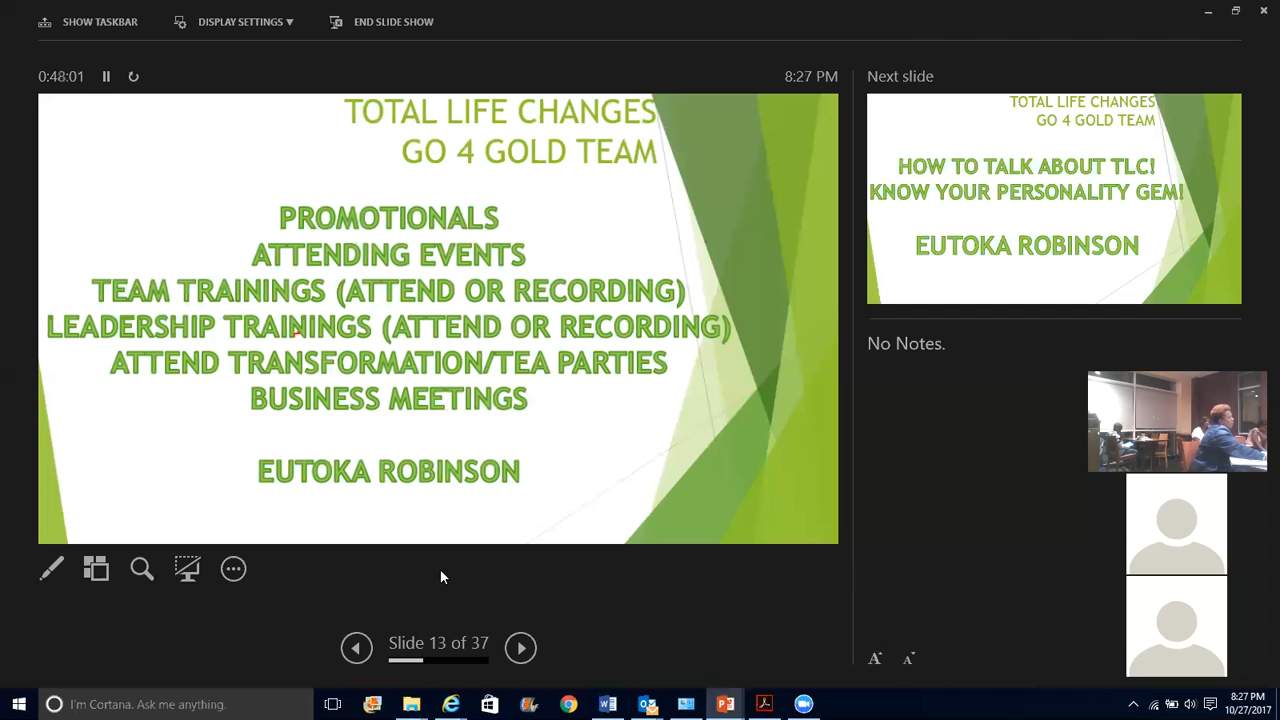 SHOW TASKBAR
DISPLAY SETTINGS ▼
END SLIDE SHOW
0:48:01
8:27 PM
TOTAL LIFE CHANGES
GO 4 GOLD TEAM
PROMOTIONALS
ATTENDING EVENTS
TEAM TRAININGS (ATTEND OR RECORDING)
LEADERSHIP TRAININGS (ATTEND OR RECORDING)
ATTEND TRANSFORMATION/TEA PARTIES
BUSINESS MEETINGS
EUTOKA ROBINSON
Slide 13 of 37
Next slide
TOTAL LIFE CHANGES
GO 4 GOLD TEAM
HOW TO TALK ABOUT TLC!
KNOW YOUR PERSONALITY GEM!
EUTOKA ROBINSON
No Notes.
A A
I'm Cortana. Ask me anything.
8:27 PM
10/27/2017